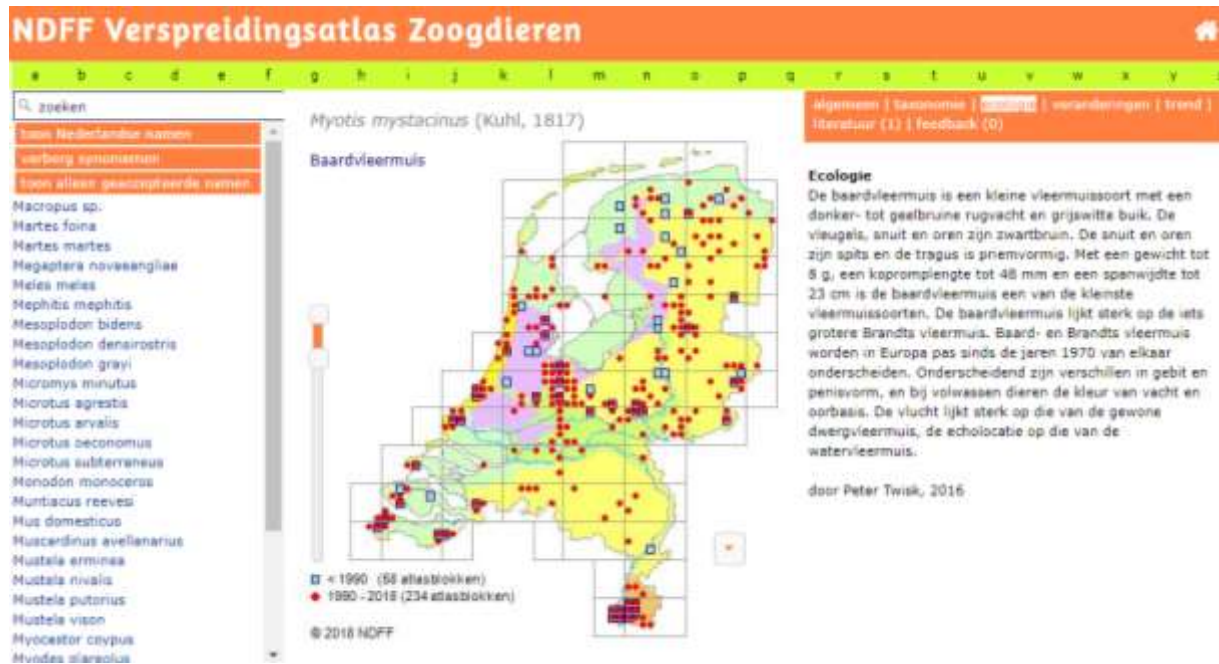 NDFF Verspreidingsatlas Zoogdieren
a b c d e f g h i j k l m n o p q r s t u v w x y
zoeken
toon Nederlandse namen
verberg synoniemen
toon alleen geaccepteerde namen
Macropus sp.
Martes foina
Martes martes
Megaptera novaeangliae
Meles meles
Mephitis mephitis
Mesoplodon bidens
Mesoplodon densirostris
Mesoplodon grayi
Micromys minutus
Microtus agrestis
Microtus arvalis
Microtus oeconomus
Microtus subterraneus
Monodon monoceros
Muntiacus reevesi
Mus domesticus
Muscardinus avellanarius
Mustela erminea
Mustela nivalis
Mustela putorius
Mustela vison
Myocastor coypus
Myodes glareolus
Myotis mystacinus (Kuhl, 1817)
Baardvleermuis
< 1990 (68 atlasblokken)
1990 - 2018 (234 atlasblokken)
© 2018 NDFF
algemeen | taxonomie | ecologie | veranderingen | trend |
literatuur (1) | feedback (0)
Ecologie
De baardvleermuis is een kleine vleermuissoort met een
donker- tot geelbruine rugvacht en grijswitte buik. De
vleugels, snuit en oren zijn zwartbruin. De snuit en oren
zijn spits en de tragus is priemvormig. Met een gewicht tot
8 g, een kopromplengte tot 48 mm en een spanwijdte tot
23 cm is de baardvleermuis een van de kleinste
vleermuissoorten. De baardvleermuis lijkt sterk op de iets
grotere Brandts vleermuis. Baard- en Brandts vleermuis
worden in Europa pas sinds de jaren 1970 van elkaar
onderscheiden. Onderscheidend zijn verschillen in gebit en
penisvorm, en bij volwassen dieren de kleur van vacht en
oorbasis. De vlucht lijkt sterk op die van de gewone
dwergvleermuis, de echolocatie op die van de
watervleermuis.
door Peter Twisk, 2016